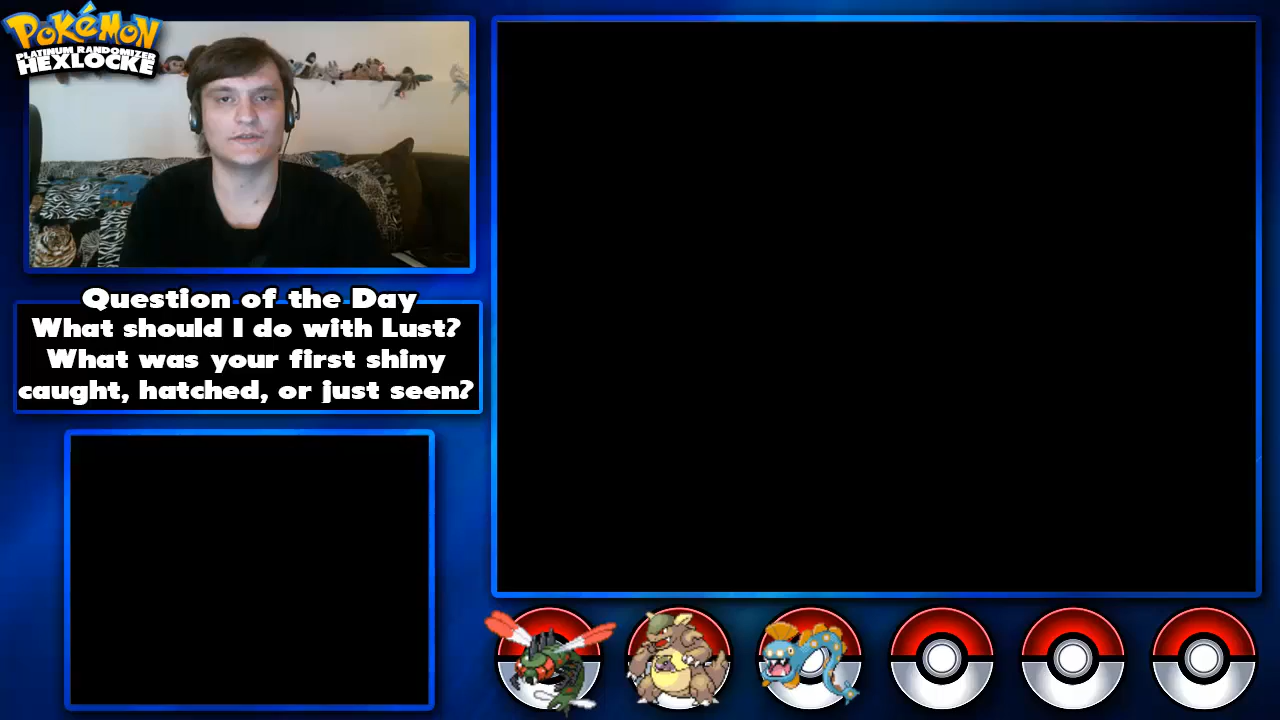 POKéMON
PLATINUM RANDOMIZER
HEXLOCKE
Question of the Day
What should I do with Lust?
What was your first shiny
caught, hatched, or just seen?